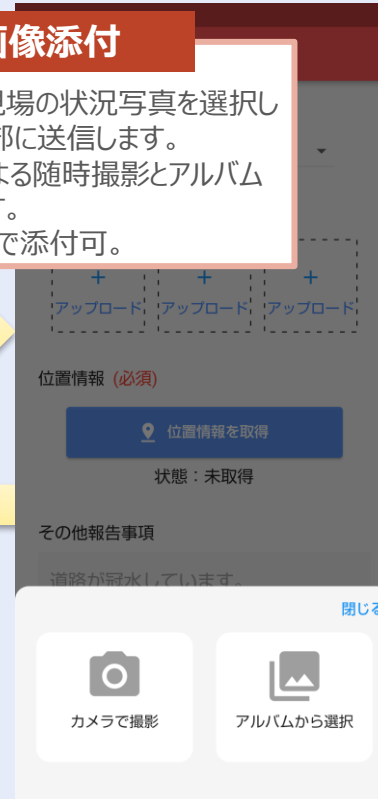 像添付
場の状況写真を選択し
に送信します。
る随時撮影とアルバム
す。
で添付可。
アップロード
アップロード
アップロード
位置情報 (必須)
位置情報を取得
状態：未取得
その他報告事項
道路が冠水しています。
閉じる
カメラで撮影
アルバムから選択